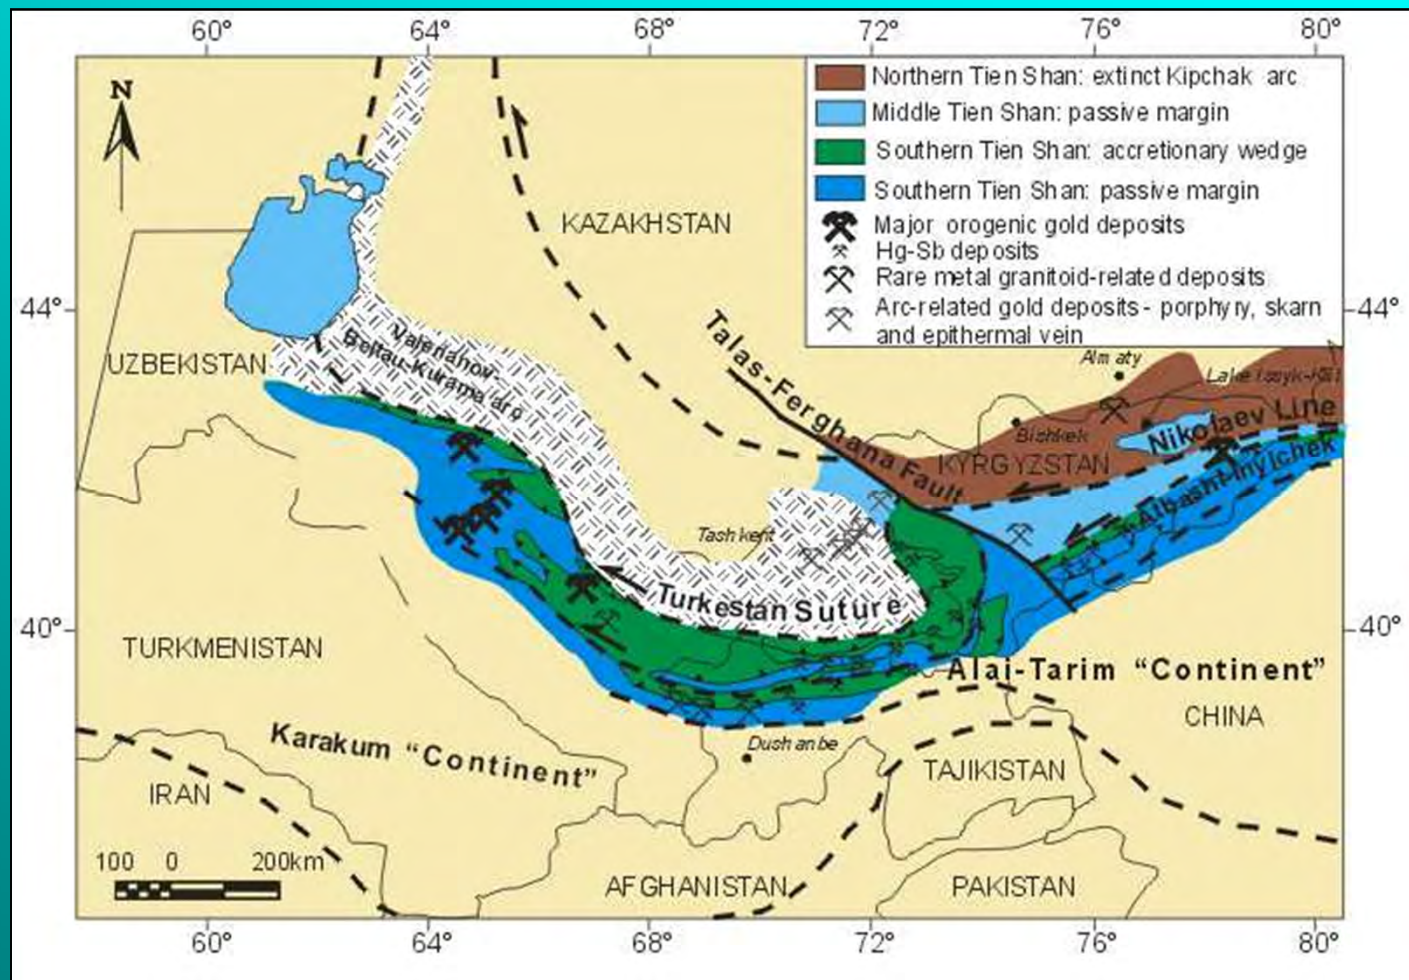 60° 64° 68° 72° 76° 80°
N
Northern Tien Shan: extinct Kipchak arc
Middle Tien Shan: passive margin
Southern Tien Shan: accretionary wedge
Southern Tien Shan: passive margin
Major orogenic gold deposits
Hg-Sb deposits
Rare metal granitoid-related deposits
Arc-related gold deposits - porphyry, skarn
and epithermal vein
KAZAKHSTAN
44° 44°
UZBEKISTAN
Beltau-Kurama arc
Talas-Ferghana Fault
Almaty
Lake Issyk-Kul
Bishkek
Nikolaev Line
KYRGYZSTAN
Atbashi-Inylchek
Tashkent
Turkestan Suture
40° 40°
TURKMENISTAN
Alai-Tarim "Continent"
CHINA
Karakum "Continent"
Dushanbe
TAJIKISTAN
IRAN
100 0 200km
AFGHANISTAN
PAKISTAN
60° 64° 68° 72° 76° 80°